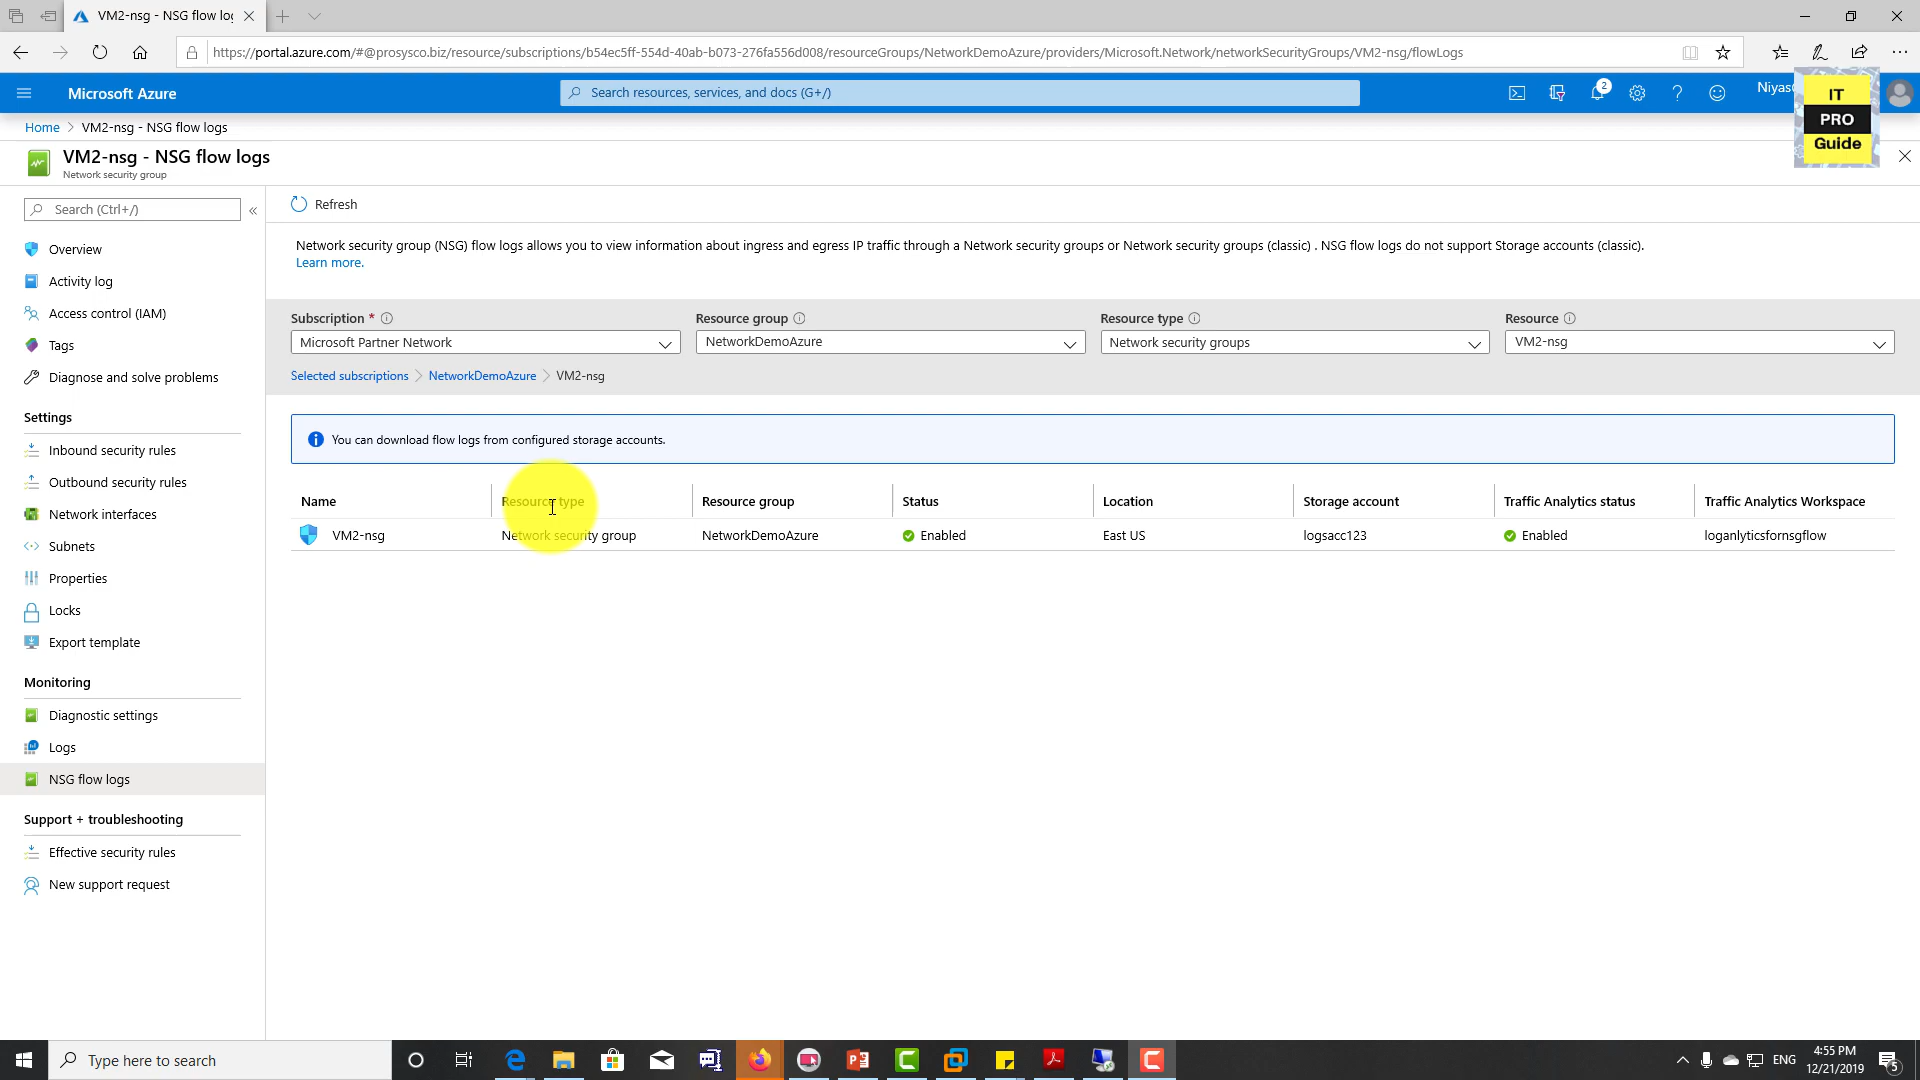 VM2-nsg - NSG flow log
https://portal.azure.com/#@prosysco.biz/resource/subscriptions/b54ec5ff-554d-40ab-b073-276fa556d008/resourceGroups/NetworkDemoAzure/providers/Microsoft.Network/networkSecurityGroups/VM2-nsg/flowLogs
Microsoft Azure
Search resources, services, and docs (G+/)
2
Niyas
IT
PRO
Guide
Home > VM2-nsg - NSG flow logs
VM2-nsg - NSG flow logs
Network security group
Search (Ctrl+/)
Overview
Activity log
Access control (IAM)
Tags
Diagnose and solve problems
Settings
Inbound security rules
Outbound security rules
Network interfaces
Subnets
Properties
Locks
Export template
Monitoring
Diagnostic settings
Logs
NSG flow logs
Support + troubleshooting
Effective security rules
New support request
Refresh
Network security group (NSG) flow logs allows you to view information about ingress and egress IP traffic through a Network security groups or Network security groups (classic) . NSG flow logs do not support Storage accounts (classic).
Learn more.
Subscription * Resource group Resource type Resource
Microsoft Partner Network NetworkDemoAzure Network security groups VM2-nsg
Selected subscriptions > NetworkDemoAzure > VM2-nsg
You can download flow logs from configured storage accounts.
Name Resource type Resource group Status Location Storage account Traffic Analytics status Traffic Analytics Workspace
VM2-nsg Network security group NetworkDemoAzure Enabled East US logsacc123 Enabled loganlyticsfornsgflow
Type here to search
ENG
4:55 PM
12/21/2019
5